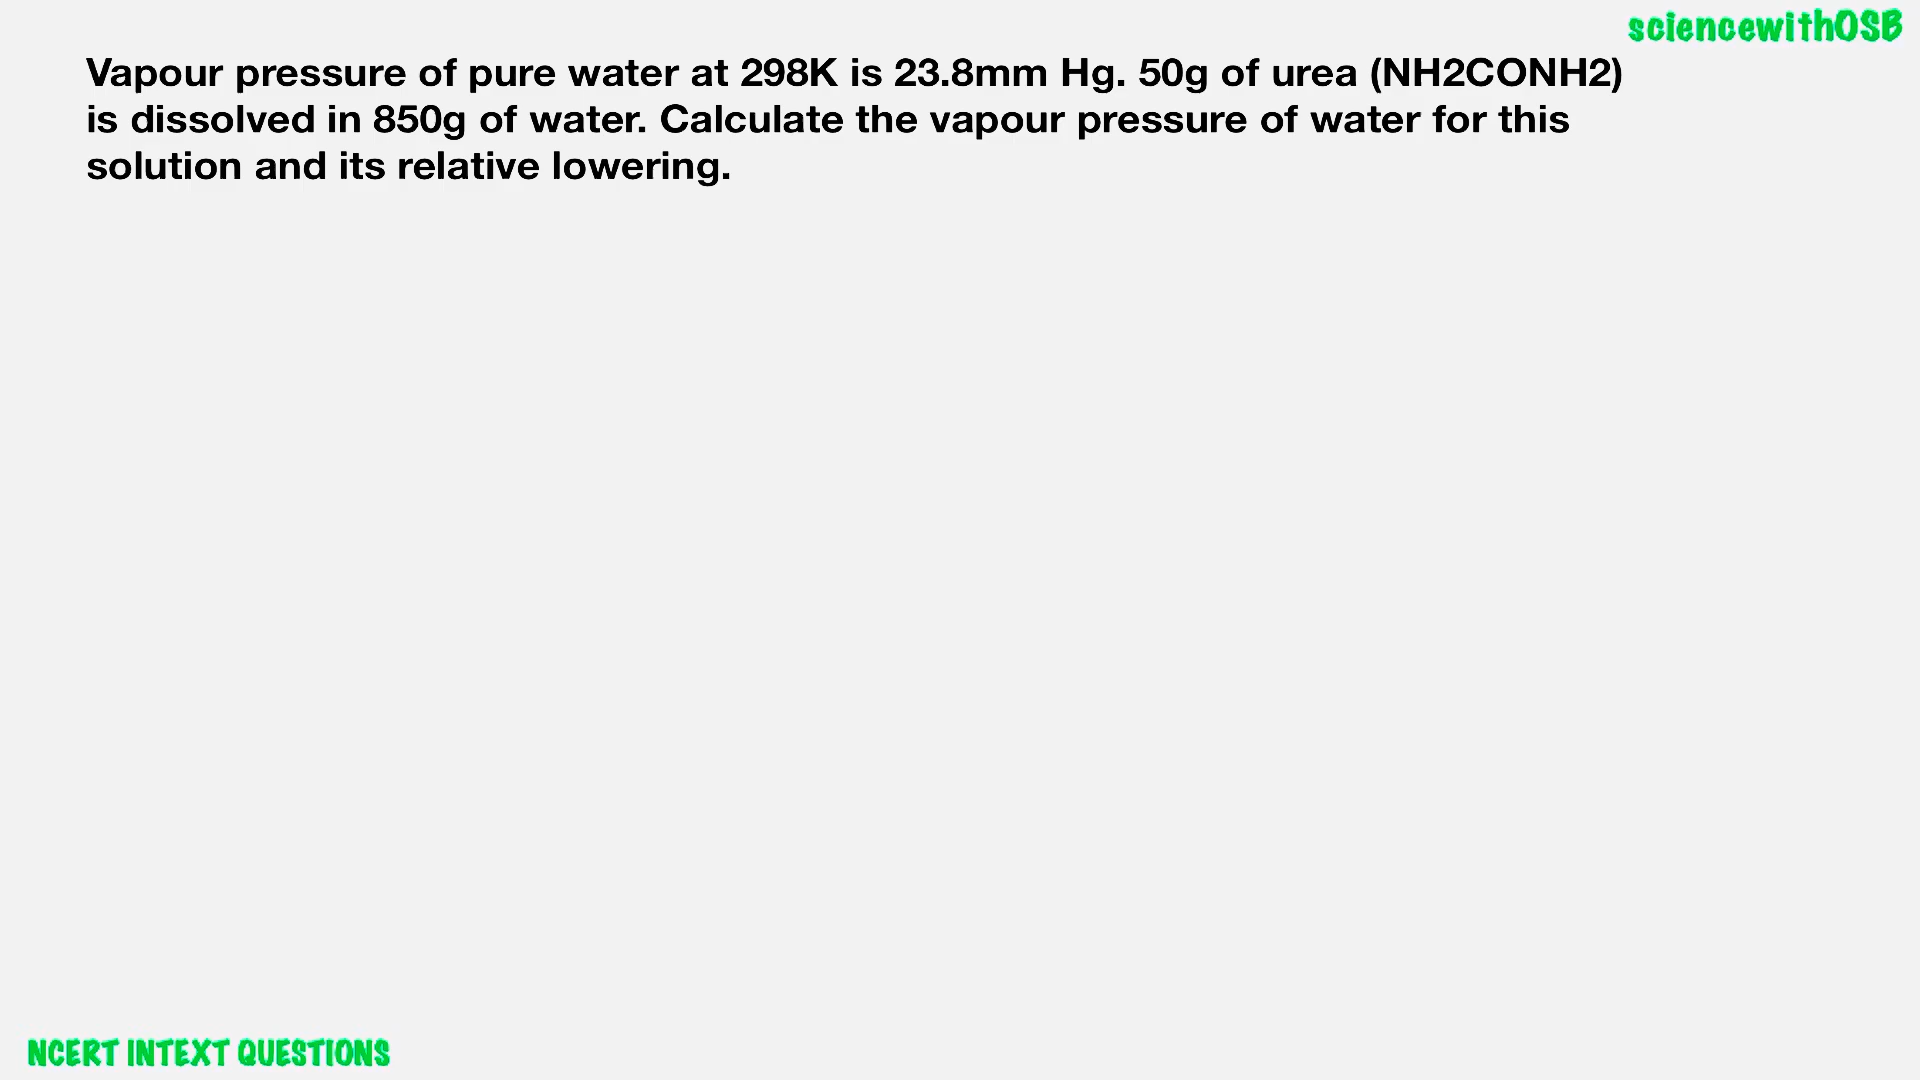 sciencewithOSB
Vapour pressure of pure water at 298K is 23.8mm Hg. 50g of urea (NH2CONH2)
is dissolved in 850g of water. Calculate the vapour pressure of water for this
solution and its relative lowering.
NCERT INTEXT QUESTIONS